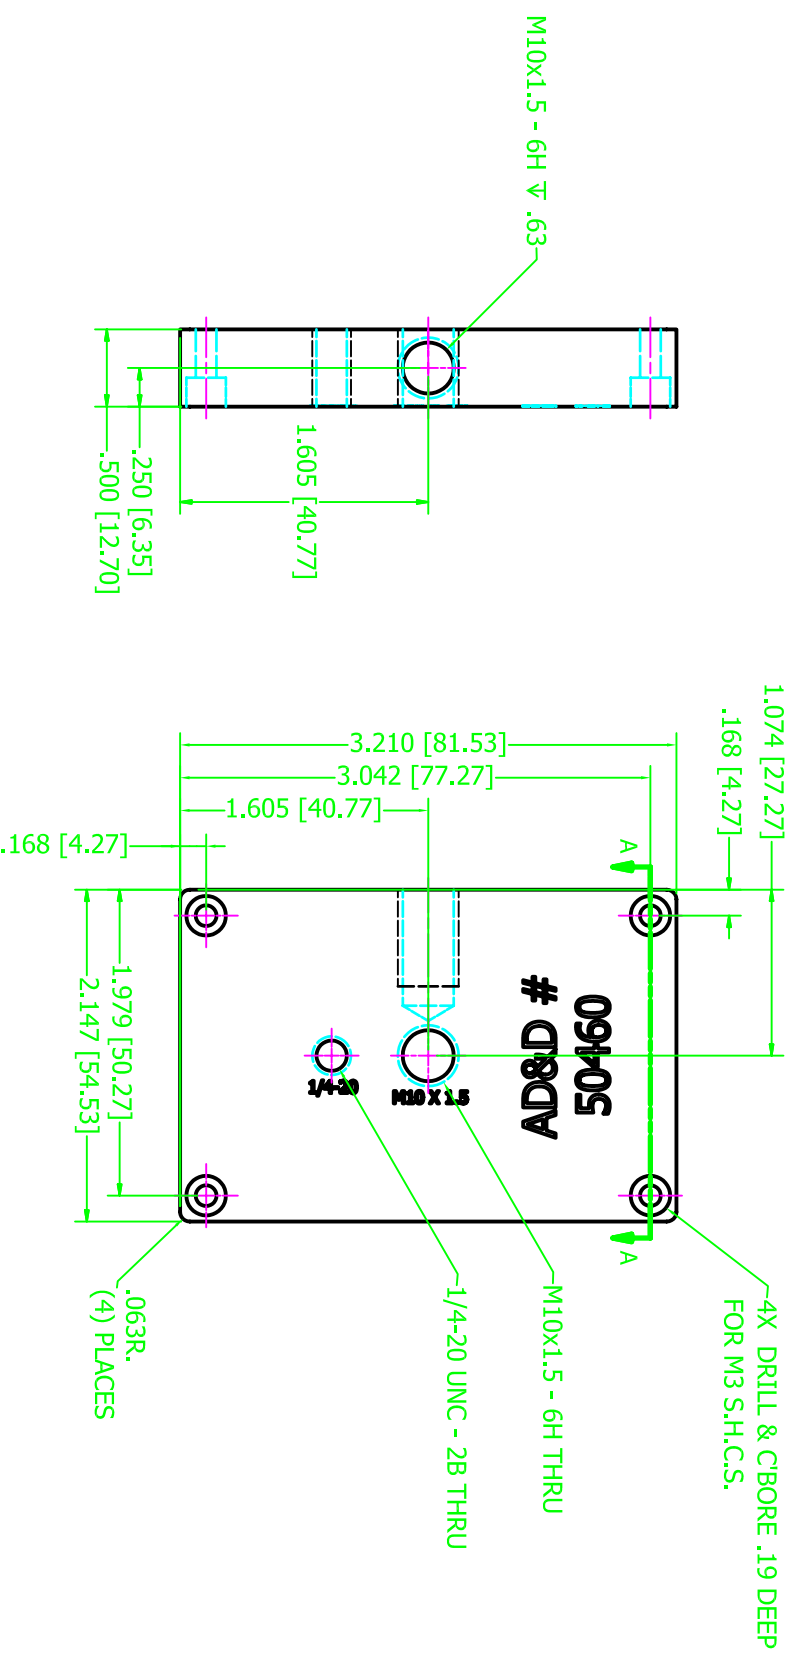 M10x1.5 - 6H ↧ .63
1.605 [40.77]
.250 [6.35]
.500 [12.70]
1.074 [27.27]
.168 [4.27]
3.210 [81.53]
3.042 [77.27]
1.605 [40.77]
.168 [4.27]
1.979 [50.27]
2.147 [54.53]
A
A
AD&D #
50460
M10 X 1.5
1/4-20
4X DRILL & C'BORE .19 DEEP
FOR M3 S.H.C.S.
M10x1.5 - 6H THRU
1/4-20 UNC - 2B THRU
.063R.
(4) PLACES